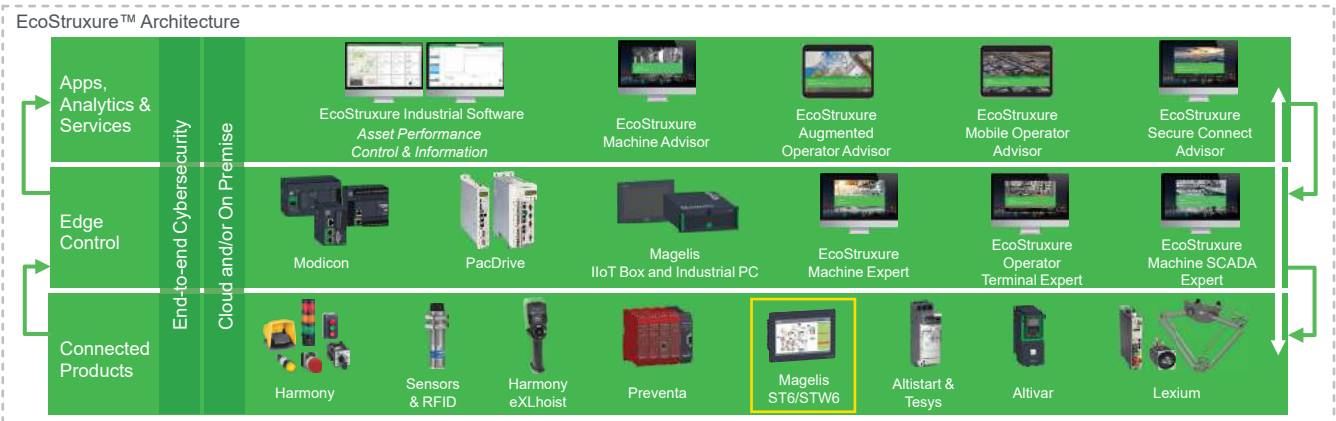 EcoStruxure™ Architecture
Apps,
Analytics &
Services
End-to-end Cybersecurity
Cloud and/or On Premise
EcoStruxure Industrial Software
Asset Performance
Control & Information
EcoStruxure
Machine Advisor
EcoStruxure
Augmented
Operator Advisor
EcoStruxure
Mobile Operator
Advisor
EcoStruxure
Secure Connect
Advisor
Edge
Control
Modicon
PacDrive
Magelis
IIoT Box and Industrial PC
EcoStruxure
Machine Expert
EcoStruxure
Operator
Terminal Expert
EcoStruxure
Machine SCADA
Expert
Connected
Products
Harmony
Sensors
& RFID
Harmony
eXLhoist
Preventa
Magelis
ST6/STW6
Altistart &
Tesys
Altivar
Lexium